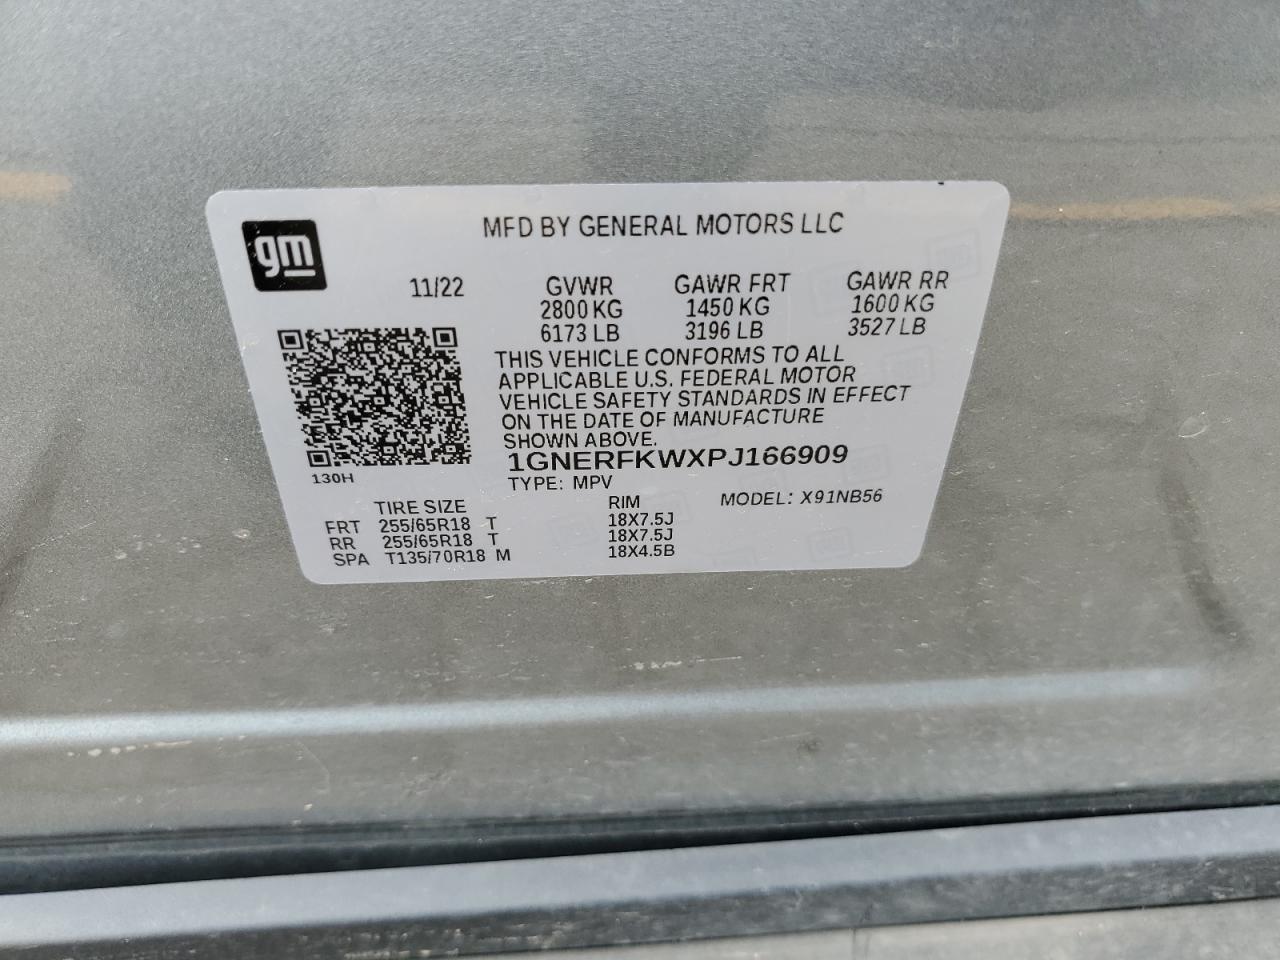 gm
MFD BY GENERAL MOTORS LLC
11/22 GVWR GAWR FRT GAWR RR
2800 KG 1450 KG 1600 KG
6173 LB 3196 LB 3527 LB
THIS VEHICLE CONFORMS TO ALL
APPLICABLE U.S. FEDERAL MOTOR
VEHICLE SAFETY STANDARDS IN EFFECT
ON THE DATE OF MANUFACTURE
SHOWN ABOVE.
1GNERFKWXPJ166909
130H
TYPE: MPV MODEL: X91NB56
TIRE SIZE RIM
FRT 255/65R18 T 18X7.5J
RR 255/65R18 T 18X7.5J
SPA T135/70R18 M 18X4.5B